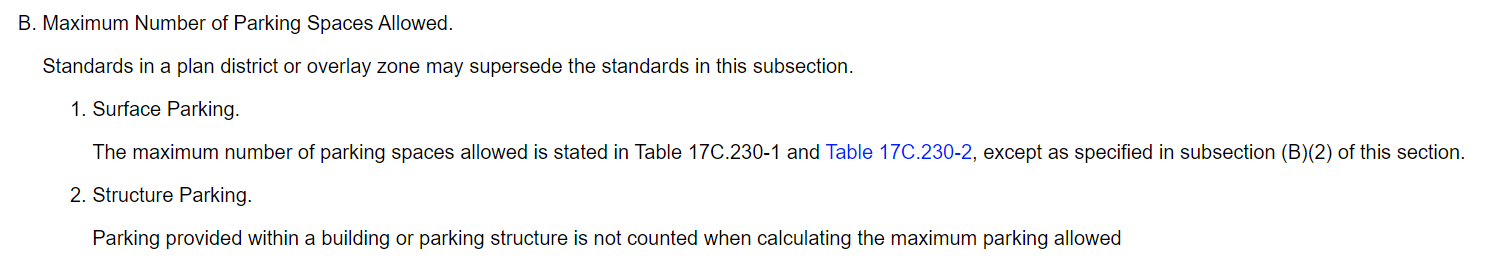 B. Maximum Number of Parking Spaces Allowed.
Standards in a plan district or overlay zone may supersede the standards in this subsection.
1. Surface Parking.
The maximum number of parking spaces allowed is stated in Table 17C.230-1 and Table 17C.230-2, except as specified in subsection (B)(2) of this section.
2. Structure Parking.
Parking provided within a building or parking structure is not counted when calculating the maximum parking allowed